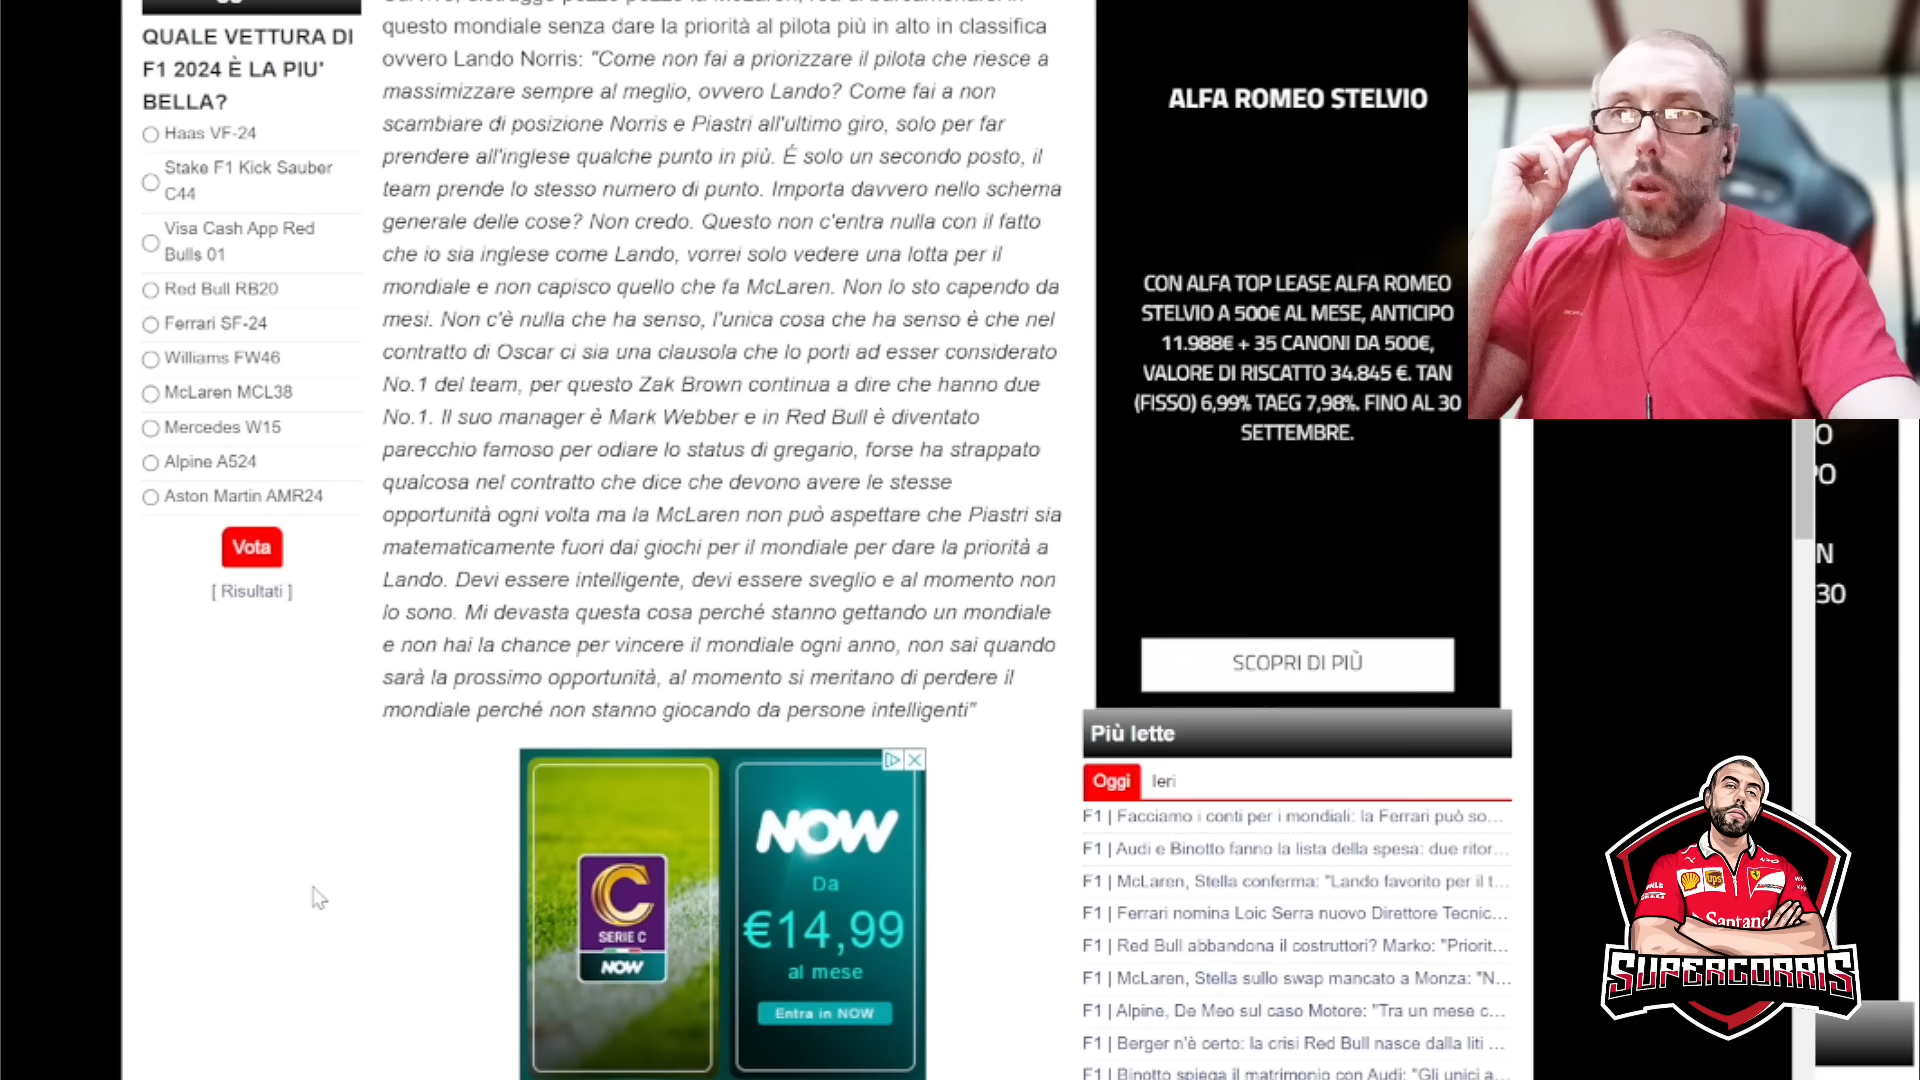 QUALE VETTURA DI
F1 2024 È LA PIU'
BELLA?
Haas VF-24
Stake F1 Kick Sauber
C44
Visa Cash App Red
Bulls 01
Red Bull RB20
Ferrari SF-24
Williams FW46
McLaren MCL38
Mercedes W15
Alpine A524
Aston Martin AMR24
Vota
[ Risultati ]
questo mondiale senza dare la priorità al pilota più in alto in classifica
ovvero Lando Norris: "Come non fai a priorizzare il pilota che riesce a
massimizzare sempre al meglio, ovvero Lando? Come fai a non
scambiare di posizione Norris e Piastri all'ultimo giro, solo per far
prendere all'inglese qualche punto in più. É solo un secondo posto, il
team prende lo stesso numero di punto. Importa davvero nello schema
generale delle cose? Non credo. Questo non c'entra nulla con il fatto
che io sia inglese come Lando, vorrei solo vedere una lotta per il
mondiale e non capisco quello che fa McLaren. Non lo sto capendo da
mesi. Non c'è nulla che ha senso, l'unica cosa che ha senso è che nel
contratto di Oscar ci sia una clausola che lo porti ad esser considerato
No.1 del team, per questo Zak Brown continua a dire che hanno due
No.1. Il suo manager è Mark Webber e in Red Bull è diventato
parecchio famoso per odiare lo status di gregario, forse ha strappato
qualcosa nel contratto che dice che devono avere le stesse
opportunità ogni volta ma la McLaren non può aspettare che Piastri sia
matematicamente fuori dai giochi per il mondiale per dare la priorità a
Lando. Devi essere intelligente, devi essere sveglio e al momento non
lo sono. Mi devasta questa cosa perché stanno gettando un mondiale
e non hai la chance per vincere il mondiale ogni anno, non sai quando
sarà la prossimo opportunità, al momento si meritano di perdere il
mondiale perché non stanno giocando da persone intelligenti"
SERIE C
NOW
NOW
Da
€14,99
al mese
Entra in NOW
ALFA ROMEO STELVIO
CON ALFA TOP LEASE ALFA ROMEO
STELVIO A 500€ AL MESE, ANTICIPO
11.988€ + 35 CANONI DA 500€,
VALORE DI RISCATTO 34.845 €. TAN
(FISSO) 6,99% TAEG 7,98%. FINO AL 30
SETTEMBRE.
SCOPRI DI PIÙ
Più lette
Oggi Ieri
F1 | Facciamo i conti per i mondiali: la Ferrari può so...
F1 | Audi e Binotto fanno la lista della spesa: due ritor...
F1 | McLaren, Stella conferma: "Lando favorito per il t...
F1 | Ferrari nomina Loic Serra nuovo Direttore Tecnic...
F1 | Red Bull abbandona il costruttori? Marko: "Priorit...
F1 | McLaren, Stella sullo swap mancato a Monza: "N...
F1 | Alpine, De Meo sul caso Motore: "Tra un mese c...
F1 | Berger n'è certo: la crisi Red Bull nasce dalla liti ...
F1 | Binotto spiega il matrimonio con Audi: "Gli unici a...
O
PO
N
30
ups
Santand
SUPERCORRIS